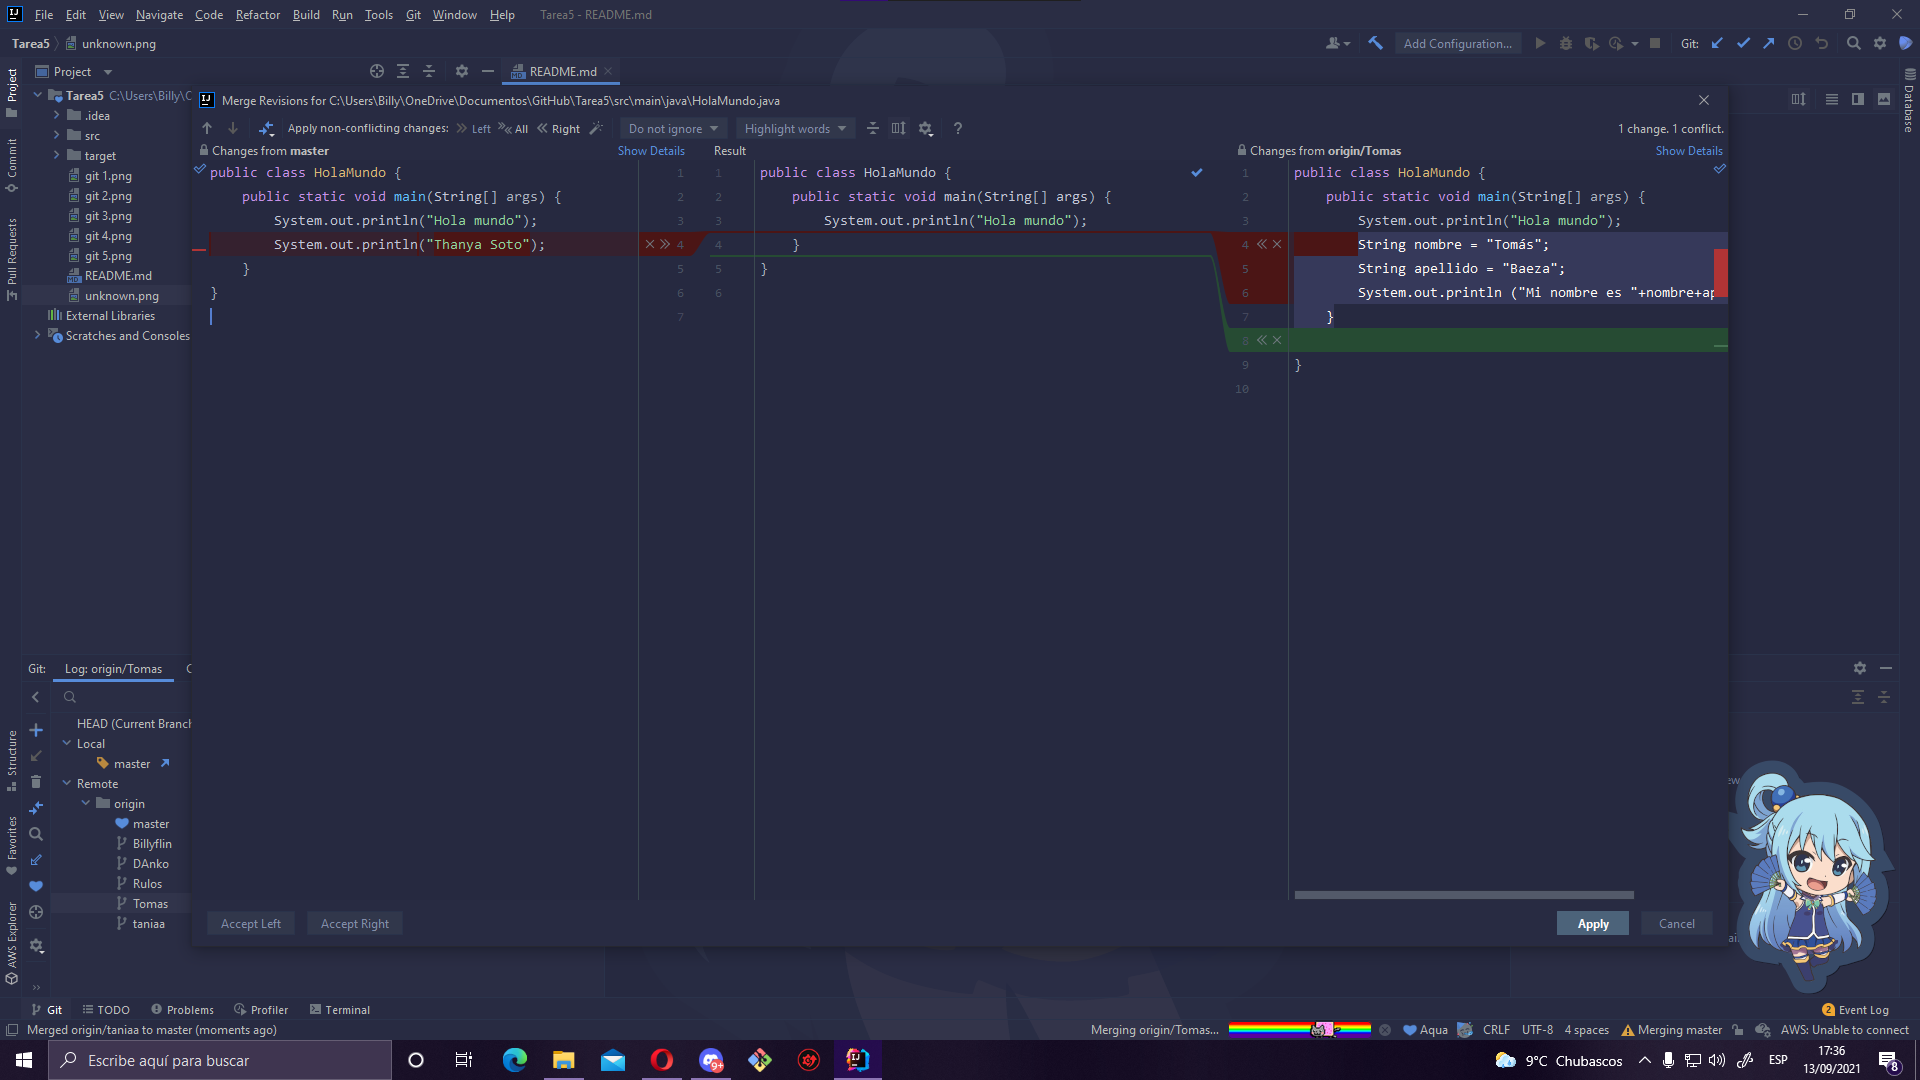 File Edit View Navigate Code Refactor Build Run Tools Git Window Help Tarea5 - README.md
Tarea5 unknown.png Add Configuration... Git:
Project README.md
Tarea5 C:\Users\Billy\O
.idea
src
target
git 1.png
git 2.png
git 3.png
git 4.png
git 5.png
README.md
unknown.png
External Libraries
Scratches and Consoles
Project
Commit
Pull Requests
Structure
Favorites
AWS Explorer
Database
Merge Revisions for C:\Users\Billy\OneDrive\Documentos\GitHub\Tarea5\src\main\java\HolaMundo.java
Apply non-conflicting changes: Left All Right Do not ignore Highlight words ? 1 change. 1 conflict.
Changes from master Show Details Result Changes from origin/Tomas Show Details
public class HolaMundo {
public static void main(String[] args) {
System.out.println("Hola mundo");
System.out.println("Thanya Soto");
}
}
1
2
3
4
5
6
7
1
2
3
4
5
6
public class HolaMundo {
public static void main(String[] args) {
System.out.println("Hola mundo");
}
}
1
2
3
4
5
6
7
8
9
10
public class HolaMundo {
public static void main(String[] args) {
System.out.println("Hola mundo");
String nombre = "Tomás";
String apellido = "Baeza";
System.out.println ("Mi nombre es "+nombre+ap
}
}
Accept Left Accept Right Apply Cancel
Git: Log: origin/Tomas C
HEAD (Current Branch
Local
master
Remote
origin
master
Billyflin
DAnko
Rulos
Tomas
taniaa
Git TODO Problems Profiler Terminal 2 Event Log
Merged origin/taniaa to master (moments ago) Merging origin/Tomas... Aqua CRLF UTF-8 4 spaces Merging master AWS: Unable to connect
Escribe aquí para buscar 9+ 9°C Chubascos ESP 17:36
13/09/2021 8